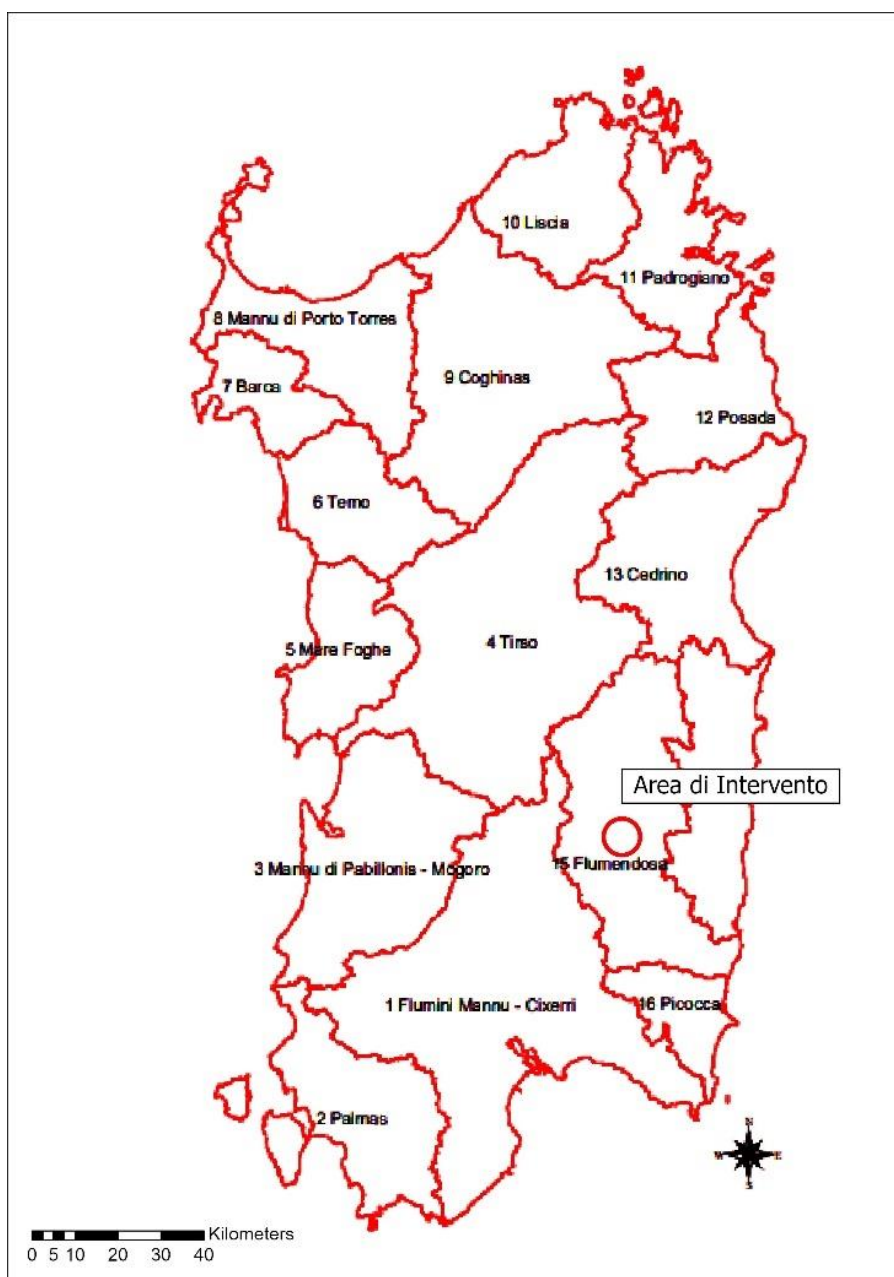 10 Liscia
11 Padrogiano
8 Mannu di Porto Torres
9 Coghinas
7 Barca
12 Posada
6 Temo
13 Cedrino
4 Tirso
5 Mare Foghe
Area di Intervento
15 Flumendosa
3 Mannu di Pabillonis - Mogoro
1 Flumini Mannu - Cixerri
16 Picocca
2 Palmas
N
W E
S
Kilometers
0 5 10 20 30 40